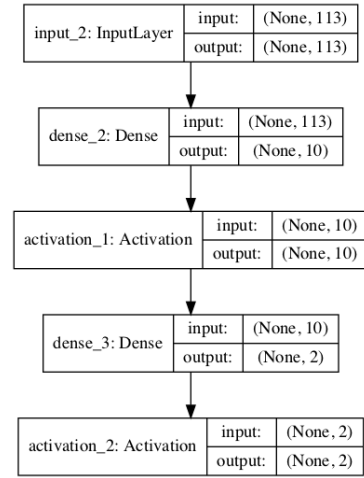 input_2: InputLayer
input: (None, 113)
output: (None, 113)
dense_2: Dense
input: (None, 113)
output: (None, 10)
activation_1: Activation
input: (None, 10)
output: (None, 10)
dense_3: Dense
input: (None, 10)
output: (None, 2)
activation_2: Activation
input: (None, 2)
output: (None, 2)